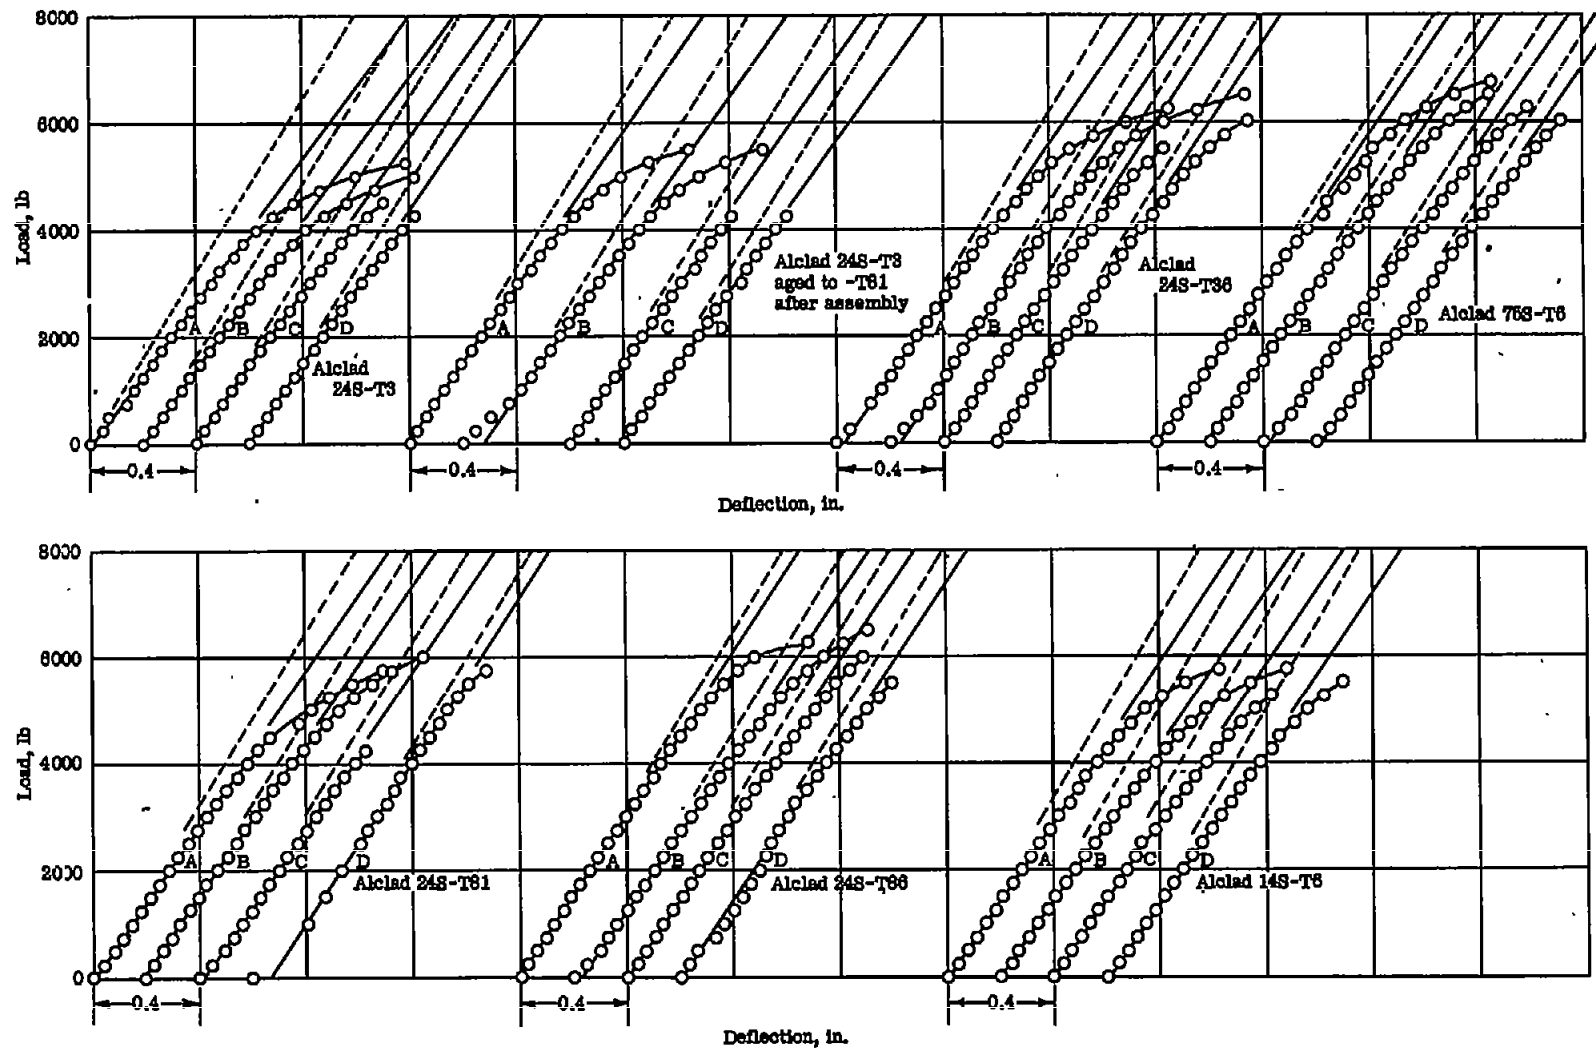 8000
6000
4000
2000
0
Load, lb
A
B
C
D
Alclad
24S-T3
A
B
C
D
Alclad 24S-T3
aged to -T81
after assembly
A
B
C
D
Alclad
24S-T36
A
B
C
D
Alclad 75S-T6
0.4
0.4
0.4
0.4
Deflection, in.
8000
6000
4000
2000
0
Load, lb
A
B
C
D
Alclad 24S-T81
A
B
C
D
Alclad 24S-T86
A
B
C
D
Alclad 14S-T6
0.4
0.4
0.4
Deflection, in.